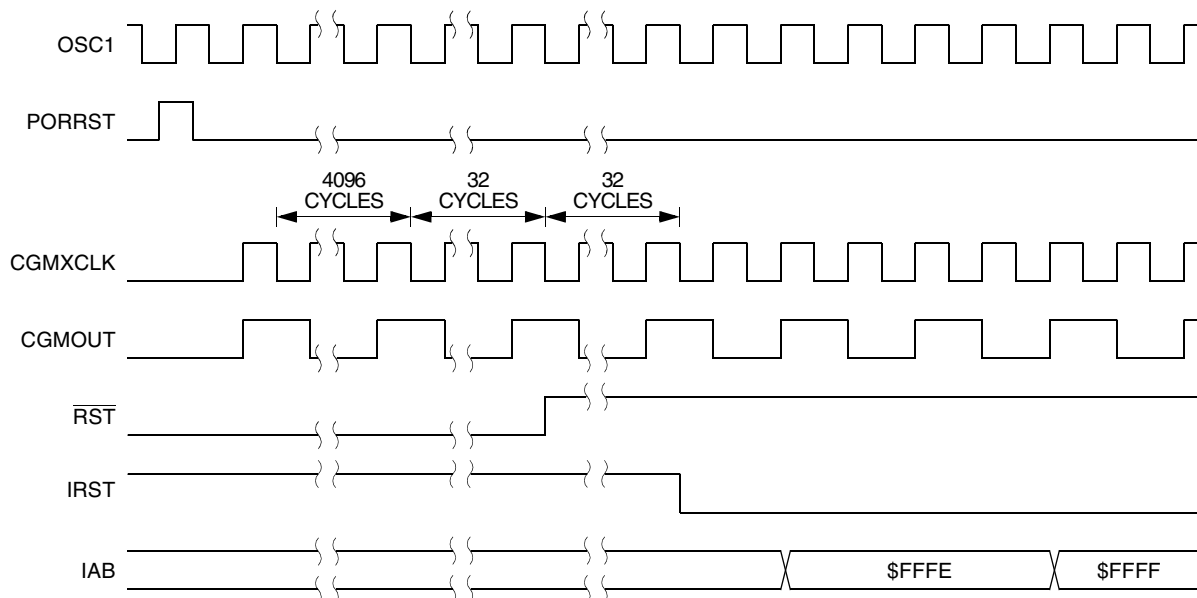 OSC1
PORRST
4096
CYCLES
32
CYCLES
32
CYCLES
CGMXCLK
CGMOUT
RST
IRST
IAB
$FFFE
$FFFF